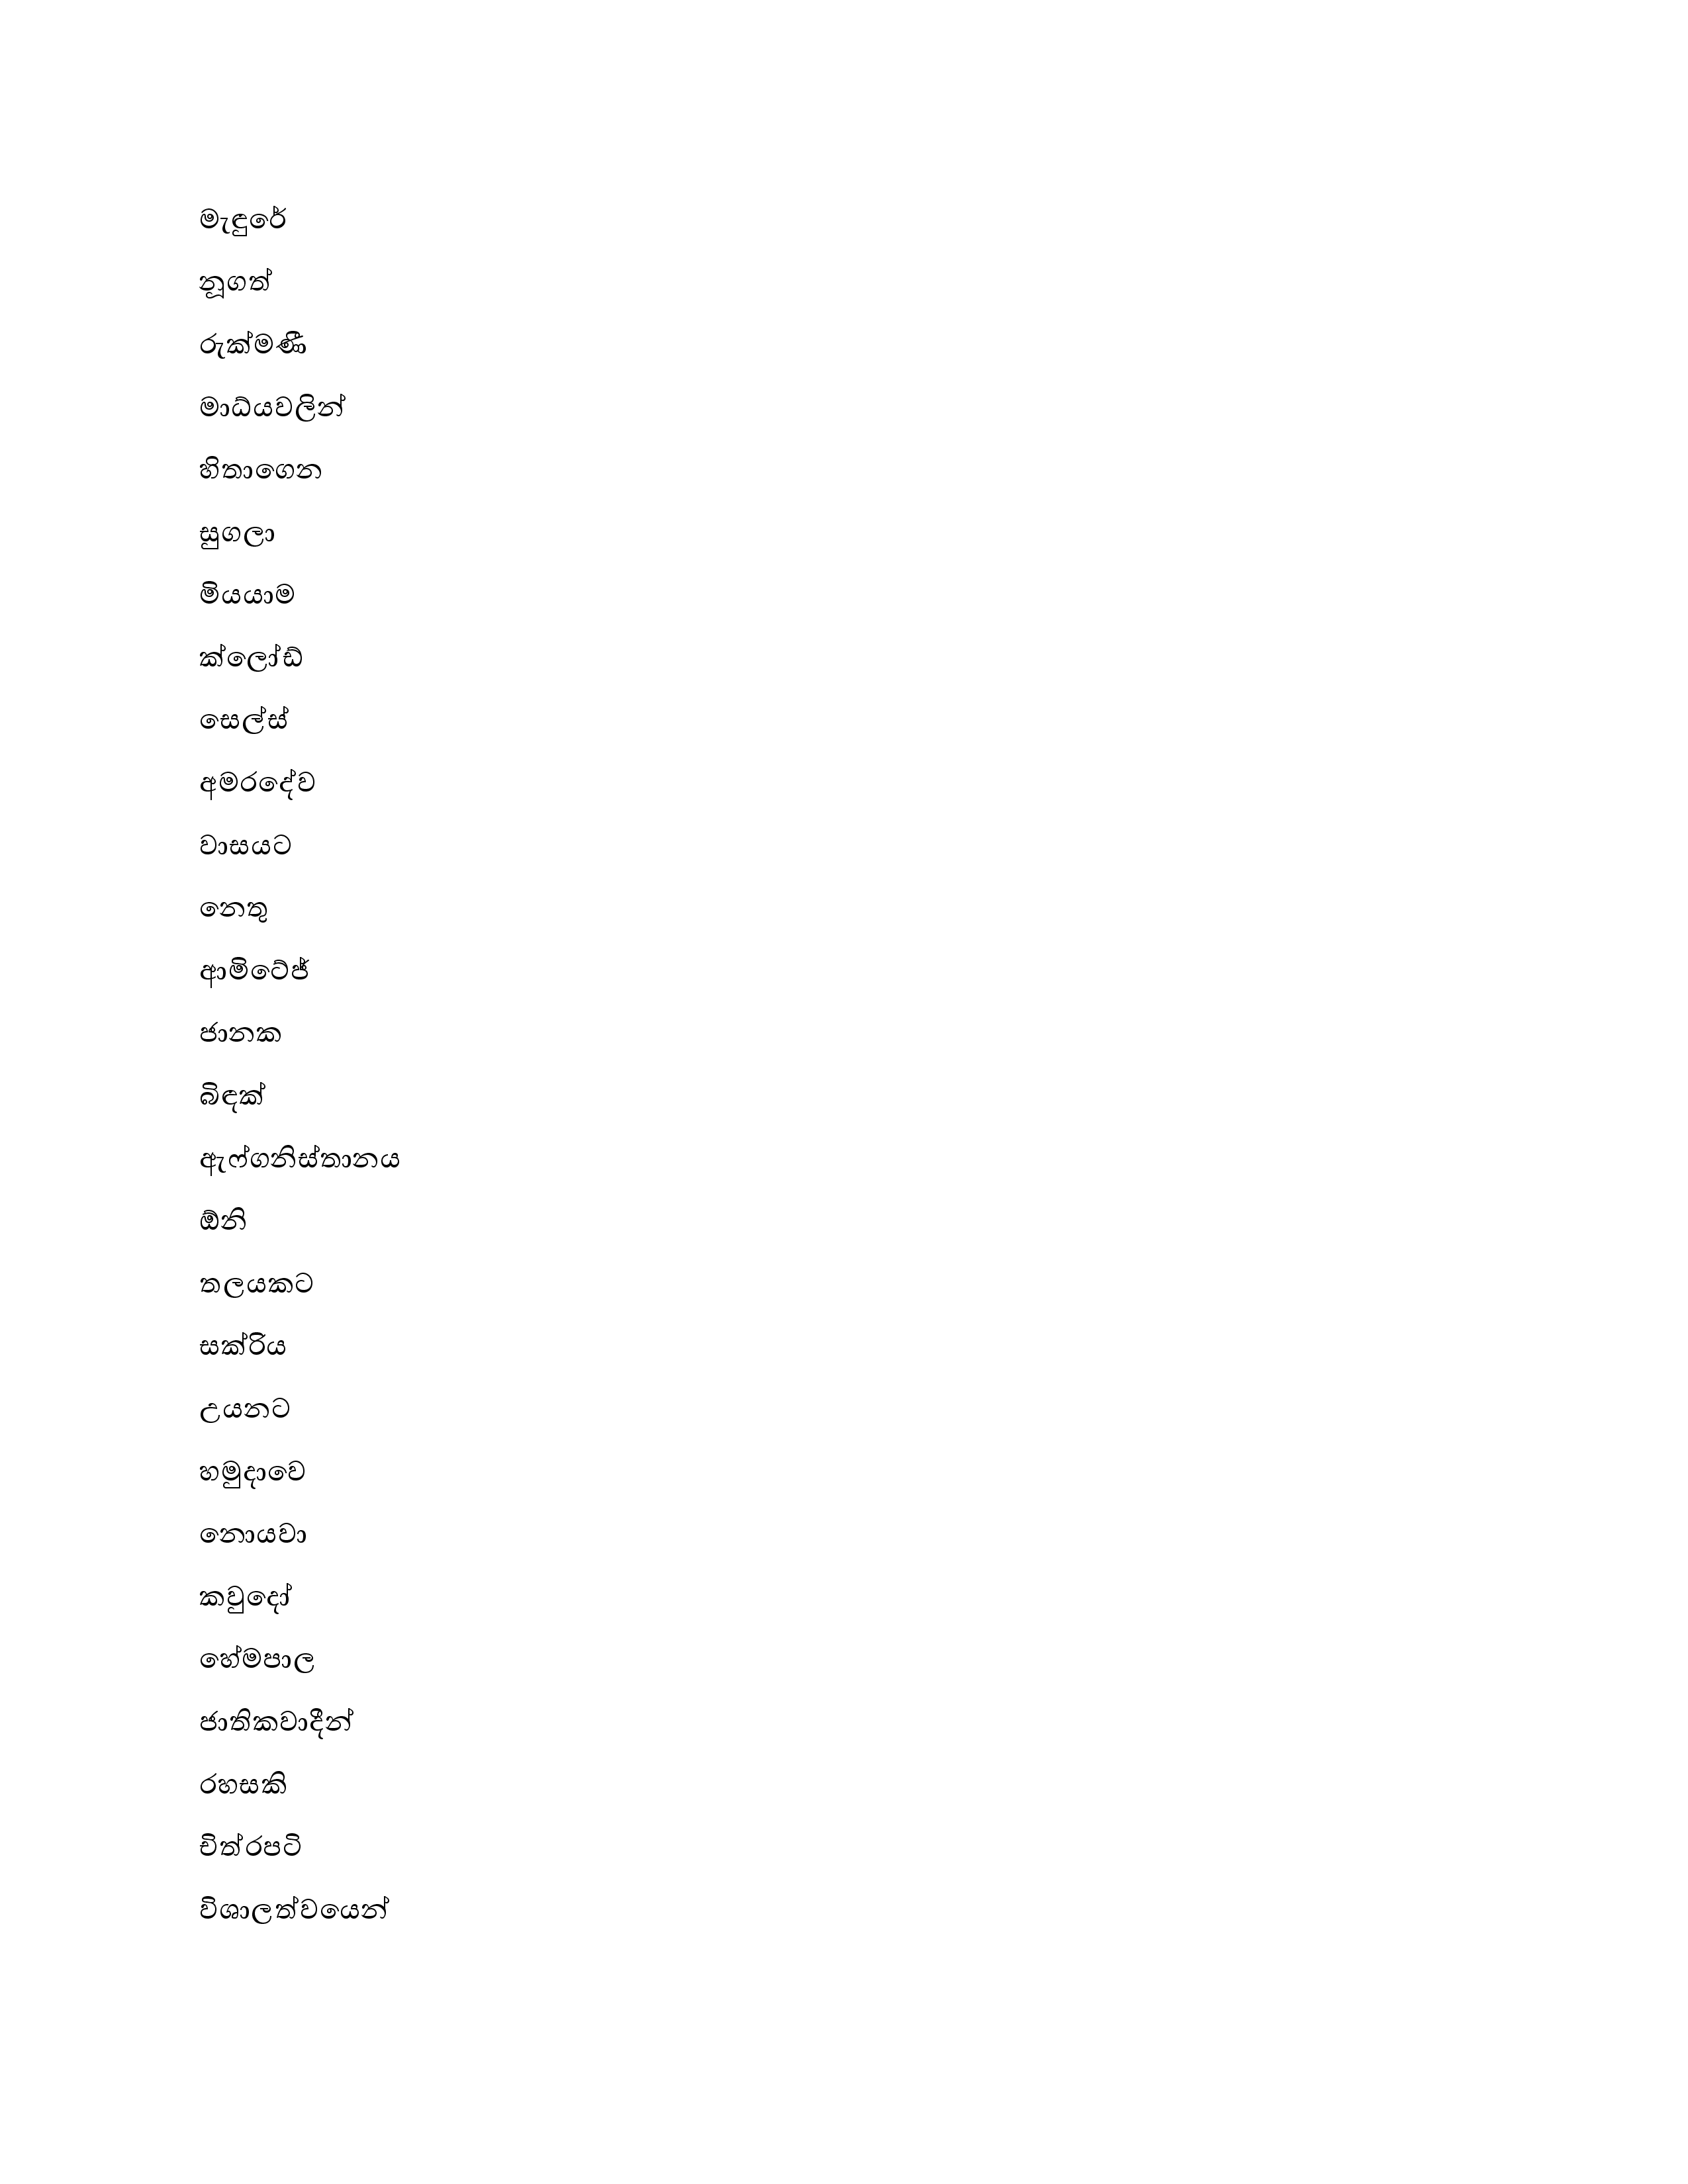 මැඳුරේ
නූගත්
රුක්මණී
මාධ්යවලින්
හිතාගෙන
සුගලා
මියයාම
ක්ලෝඩ්
සෙල්ස්
අමරදේව
වාසයට
නෙතු
ආමිටේජ්
ජානක
බිඳක්
ඇෆ්ගනිස්තානය
ඕනි
තලයකට
සක්රිය
උයනට
හමුදාවෙ
නොයවා
කවුදෝ
හේමපාල
ජාතිකවාදීන්
රහසකි
චිත්රපටි
විශාලත්වයෙන්